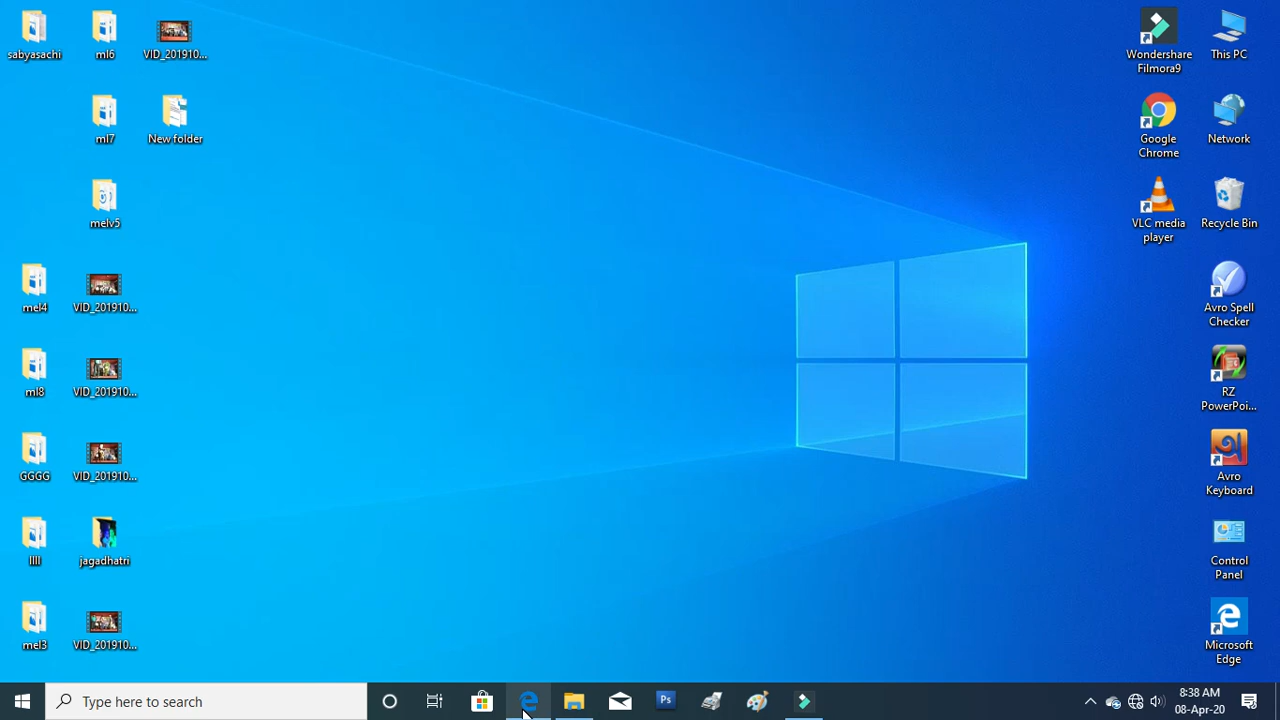 sabyasachi
ml6
VID_201910...
ml7
New folder
melv5
mel4
VID_201910...
ml8
VID_201910...
GGGG
VID_201910...
llll
jagadhatri
mel3
VID_201910...
Wondershare
Filmora9
This PC
Google
Chrome
Network
VLC media
player
Recycle Bin
Avro Spell
Checker
RZ
PowerPoi...
Avro
Keyboard
Control
Panel
Microsoft
Edge
Type here to search
Ps
8:38 AM
08-Apr-20